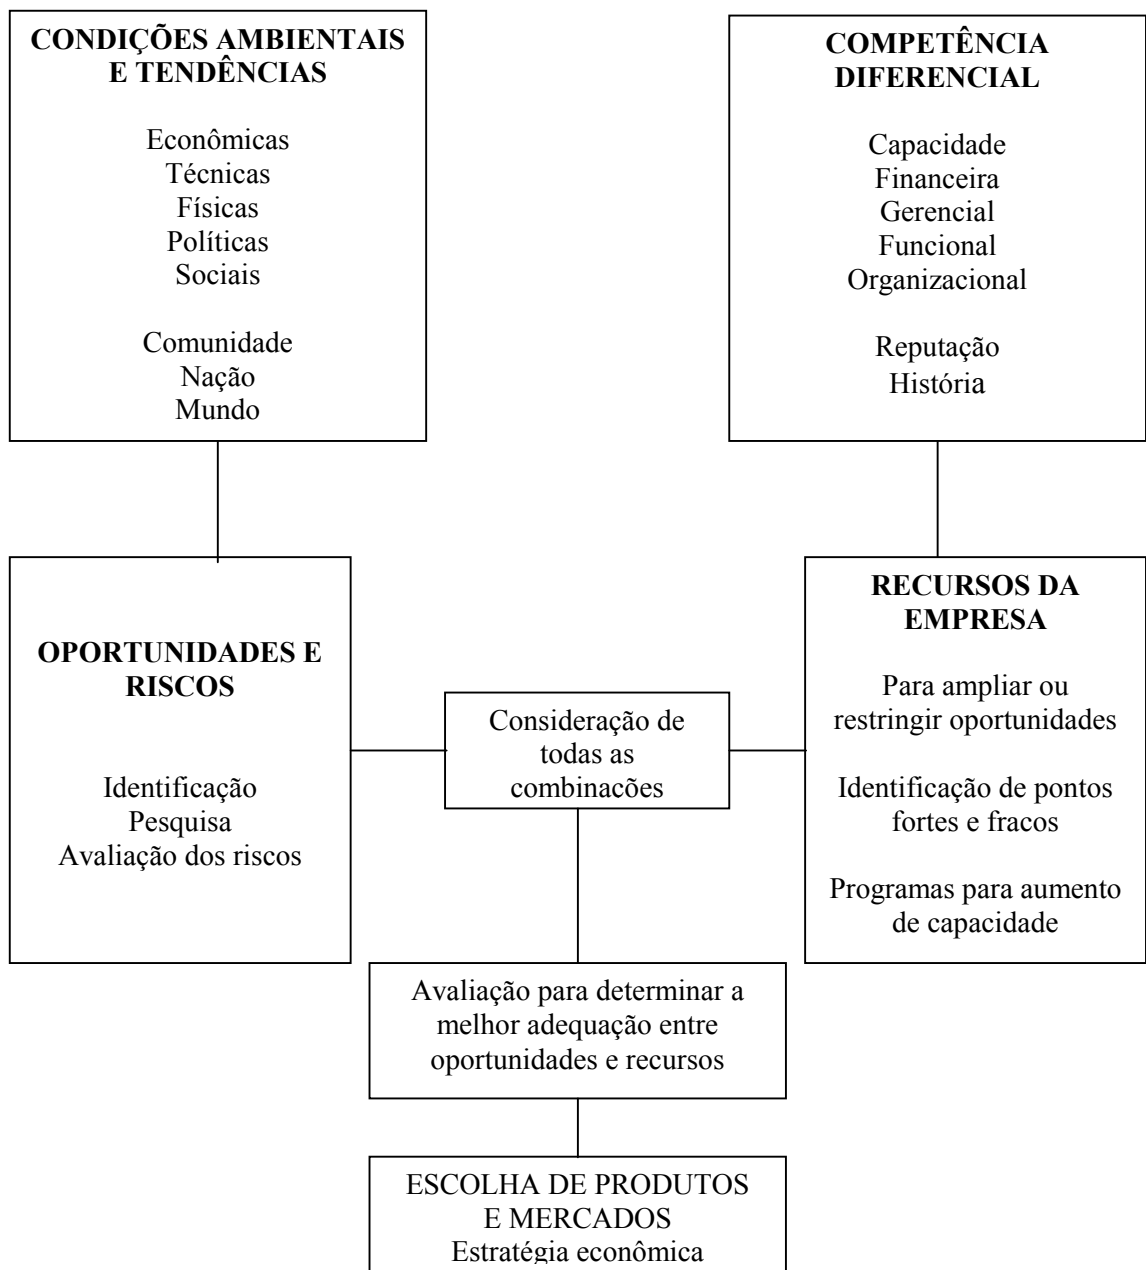 CONDIÇÕES AMBIENTAIS
E TENDÊNCIAS
Econômicas
Técnicas
Físicas
Políticas
Sociais
Comunidade
Nação
Mundo
COMPETÊNCIA
DIFERENCIAL
Capacidade
Financeira
Gerencial
Funcional
Organizacional
Reputação
História
OPORTUNIDADES E
RISCOS
Identificação
Pesquisa
Avaliação dos riscos
Consideração de
todas as
combinacões
RECURSOS DA
EMPRESA
Para ampliar ou
restringir oportunidades
Identificação de pontos
fortes e fracos
Programas para aumento
de capacidade
Avaliação para determinar a
melhor adequação entre
oportunidades e recursos
ESCOLHA DE PRODUTOS
E MERCADOS
Estratégia econômica